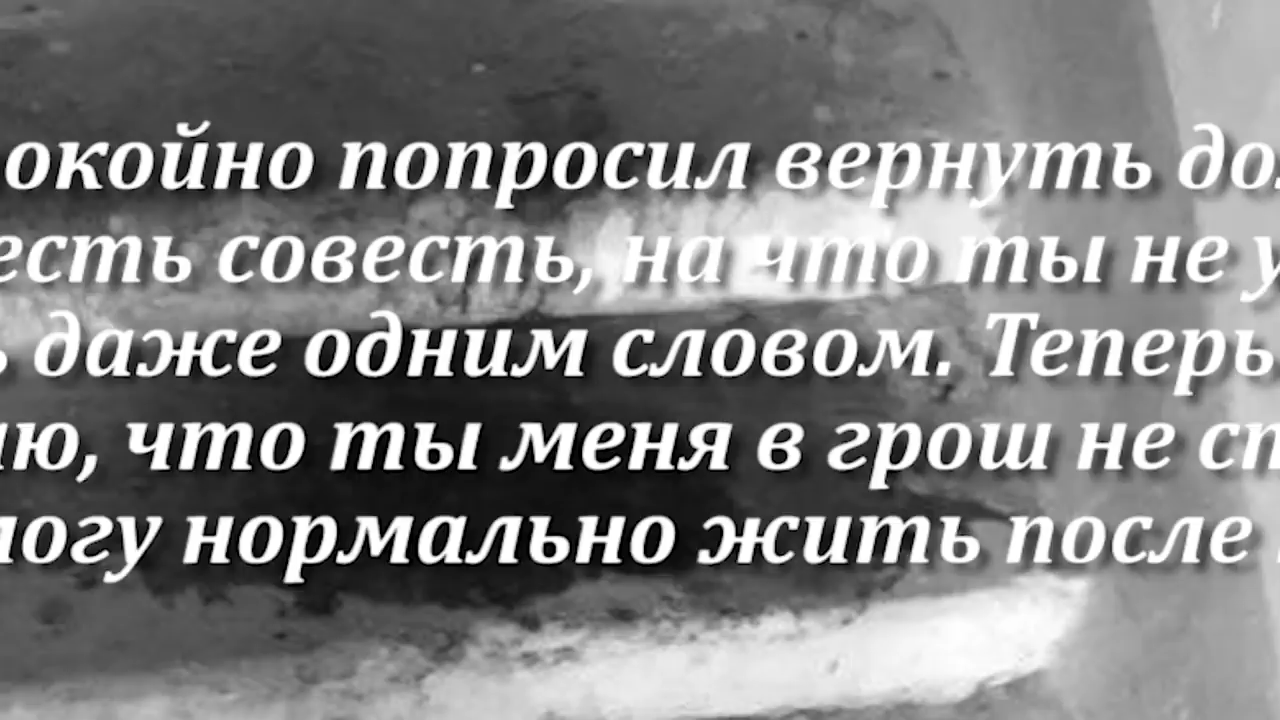 окойно попросил вернуть до
есть совесть, на что ты не у
ь даже одним словом. Теперь
ю, что ты меня в грош не ст
огу нормально жить после